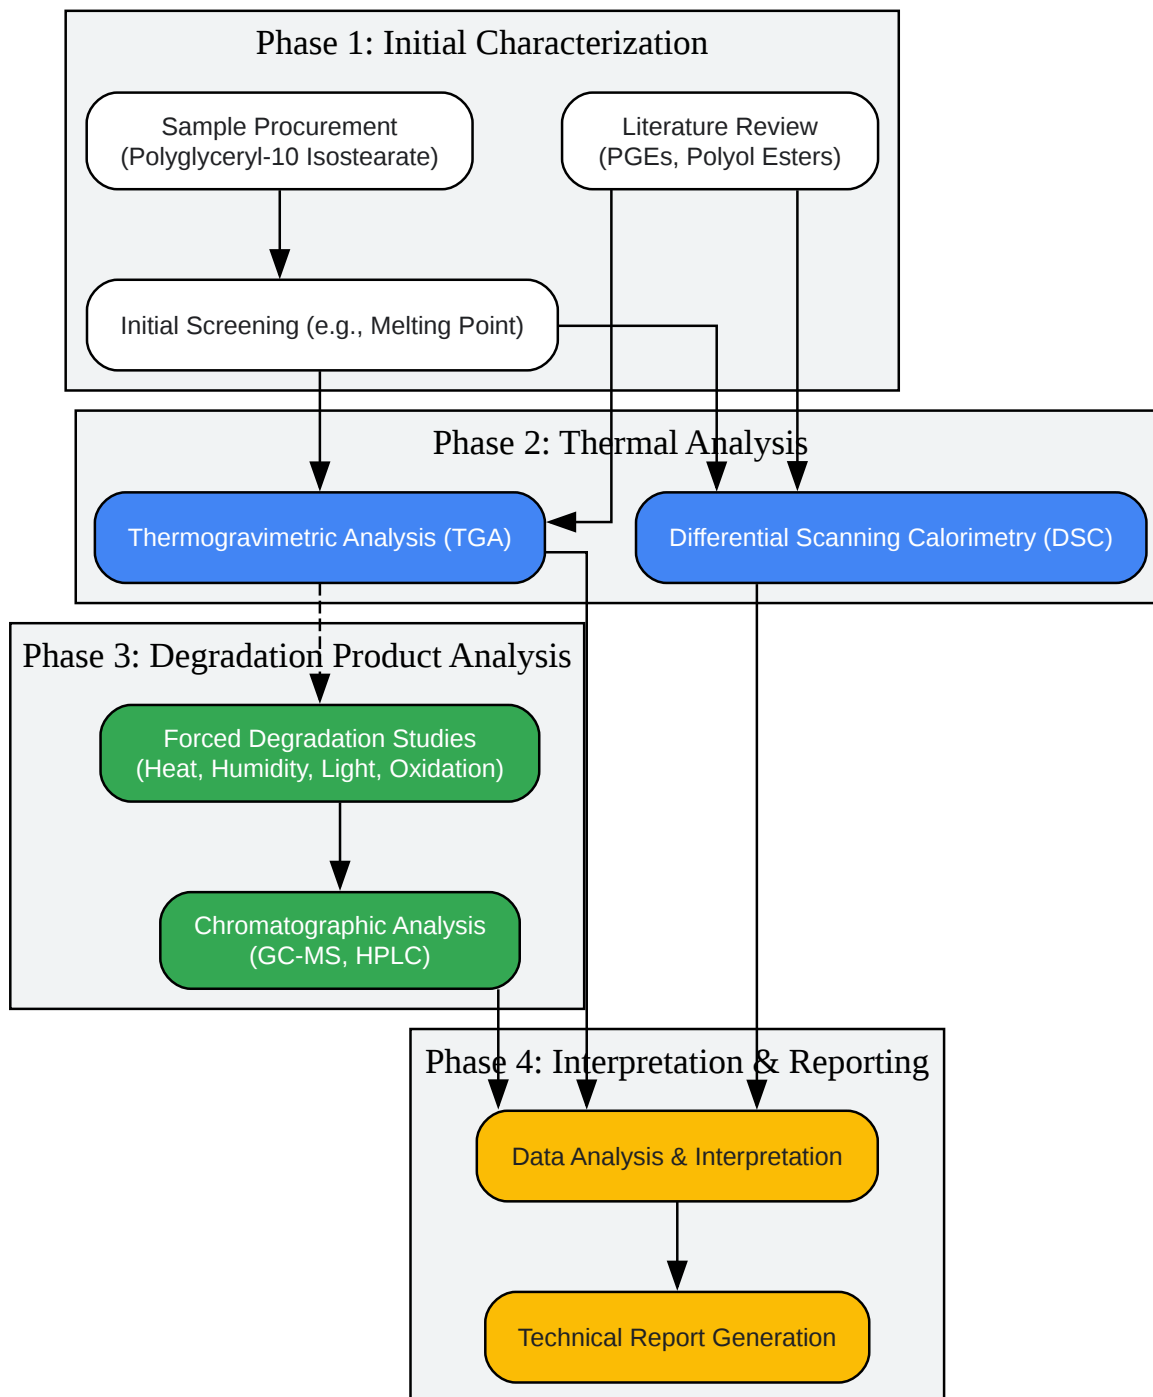 Phase 1: Initial Characterization
Sample Procurement
(Polyglyceryl-10 Isostearate)
Literature Review
(PGEs, Polyol Esters)
Initial Screening (e.g., Melting Point)
Phase 2: Thermal Analysis
Thermogravimetric Analysis (TGA)
Differential Scanning Calorimetry (DSC)
Phase 3: Degradation Product Analysis
Forced Degradation Studies
(Heat, Humidity, Light, Oxidation)
Chromatographic Analysis
(GC-MS, HPLC)
Phase 4: Interpretation & Reporting
Data Analysis & Interpretation
Technical Report Generation